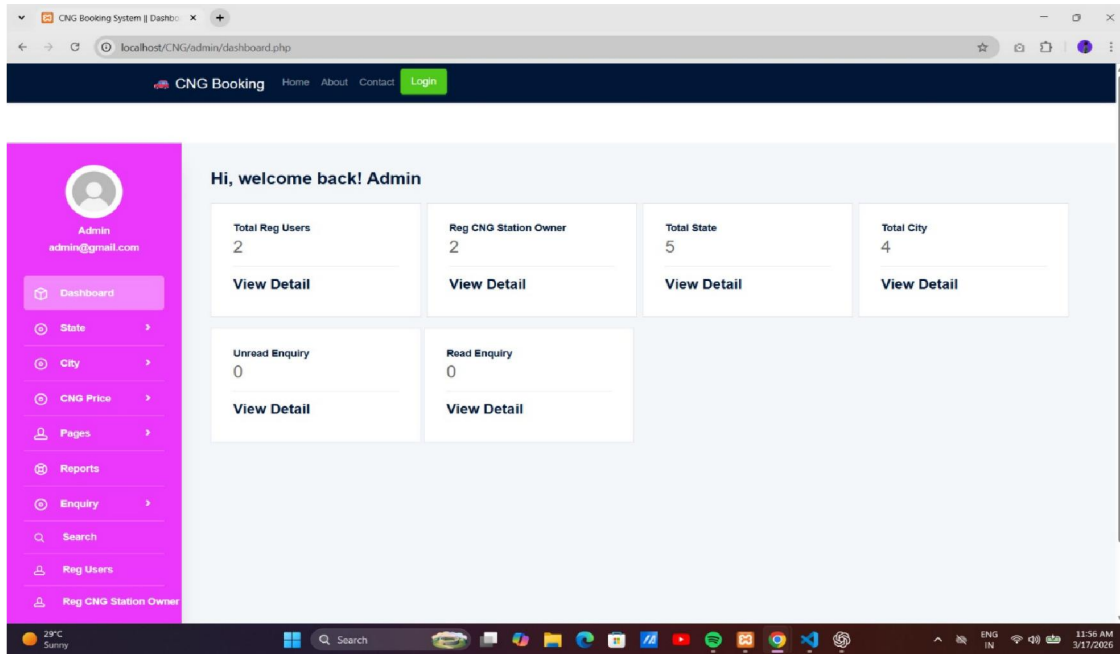 CNG Booking System || Dashbo
localhost/CNG/admin/dashboard.php
CNG Booking Home About Contact Login
Admin
admin@gmail.com
Dashboard
State
City
CNG Price
Pages
Reports
Enquiry
Search
Reg Users
Reg CNG Station Owner
Hi, welcome back! Admin
Total Reg Users
2
View Detail
Reg CNG Station Owner
2
View Detail
Total State
5
View Detail
Total City
4
View Detail
Unread Enquiry
0
View Detail
Read Enquiry
0
View Detail
29°C
Sunny
Search
ENG
IN
11:56 AM
3/17/2026